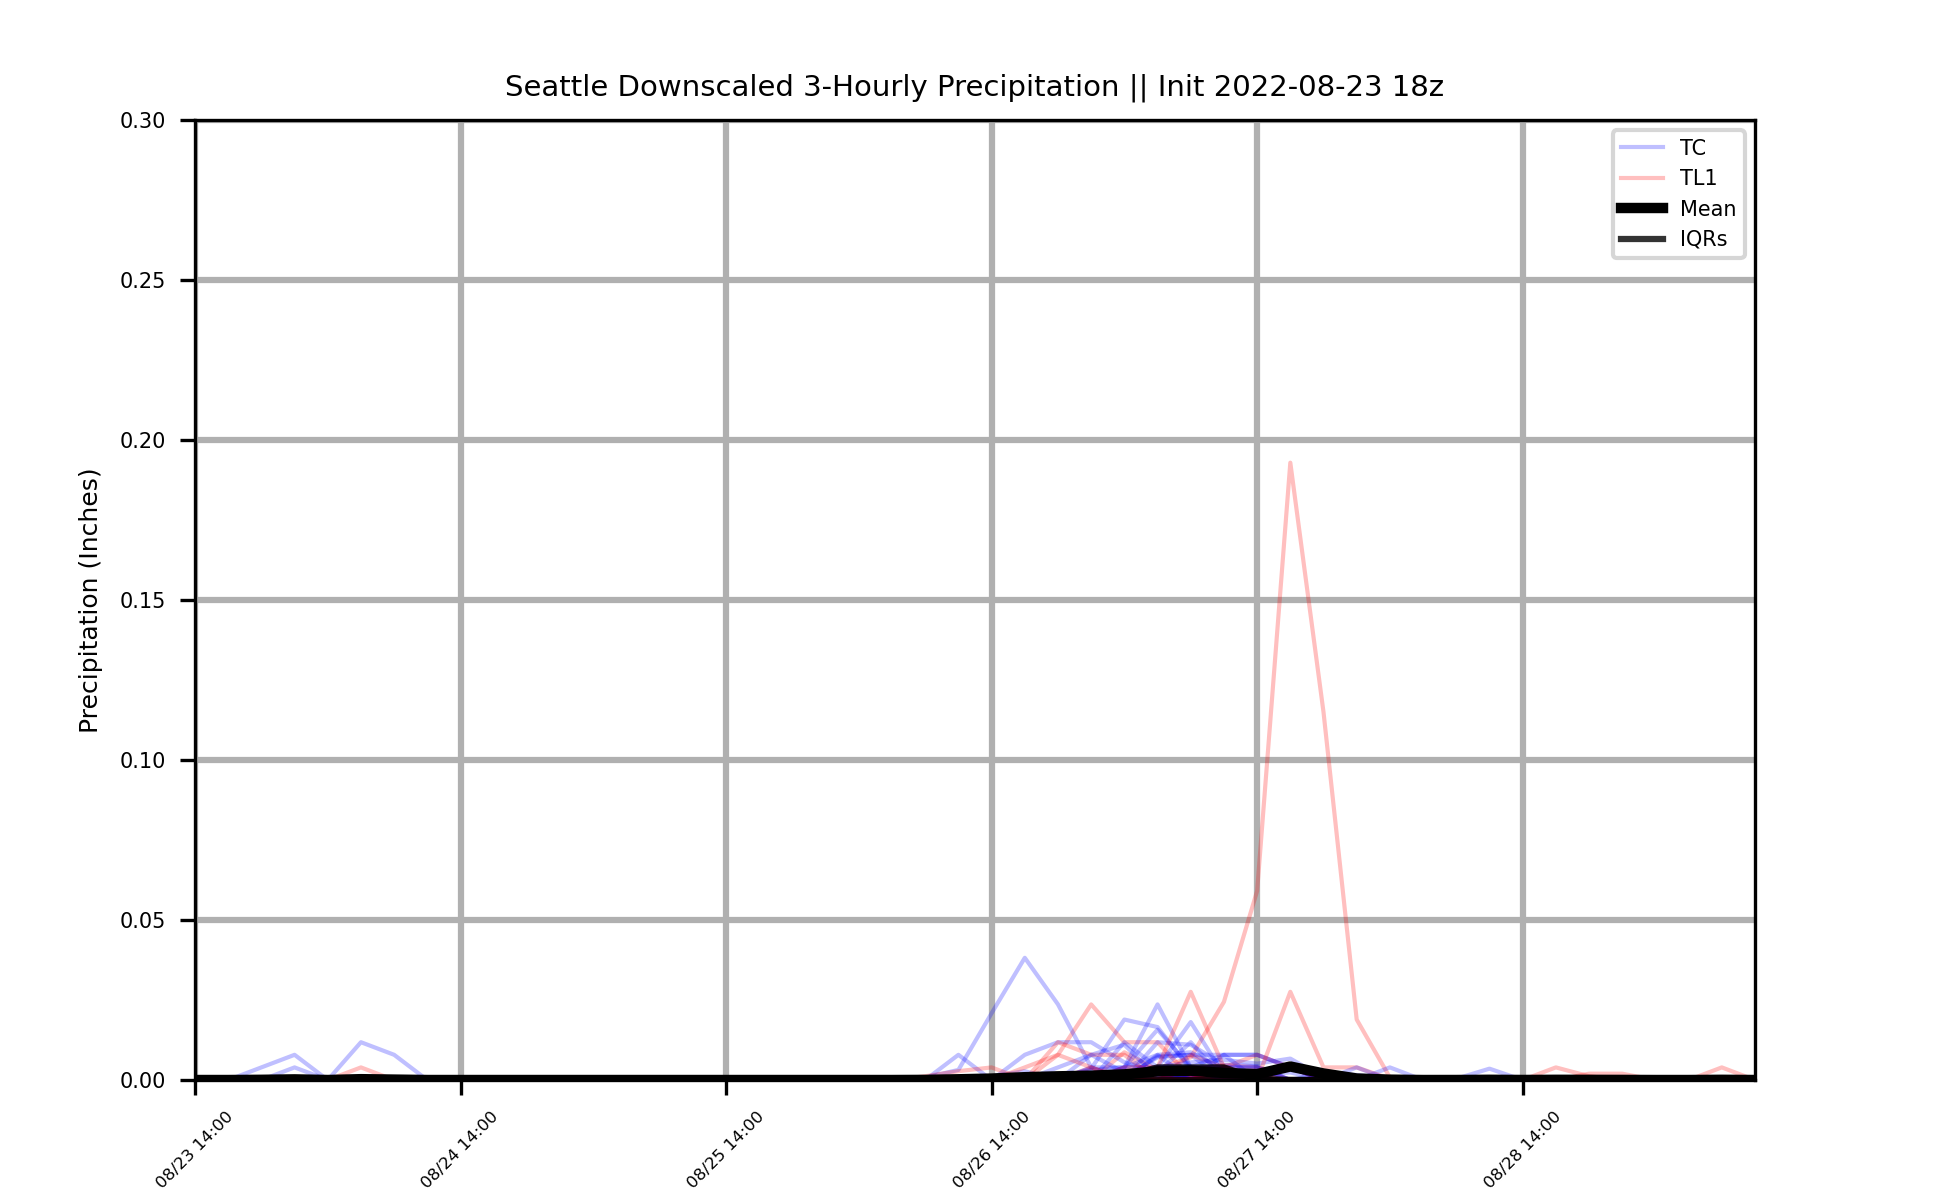 Seattle Downscaled 3-Hourly Precipitation || Init 2022-08-23 18z
TC
TL1
Mean
IQRs
Precipitation (Inches)
0.30
0.25
0.20
0.15
0.10
0.05
0.00
08/23 14:00
08/24 14:00
08/25 14:00
08/26 14:00
08/27 14:00
08/28 14:00